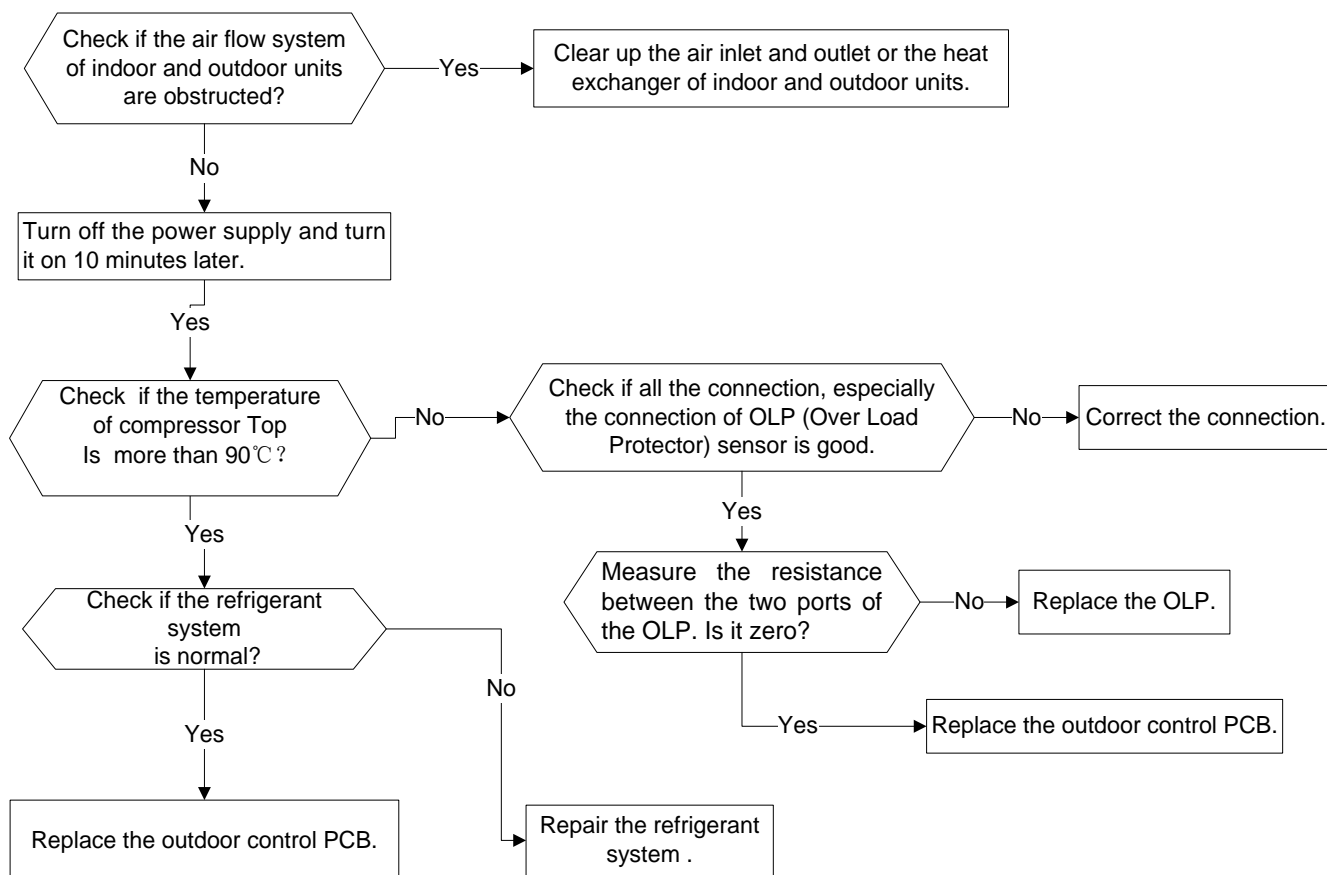 Check if the air flow system
of indoor and outdoor units
are obstructed?
Yes
Clear up the air inlet and outlet or the heat
exchanger of indoor and outdoor units.
No
Turn off the power supply and turn
it on 10 minutes later.
Yes
Check if the temperature
of compressor Top
Is more than 90℃?
No
Check if all the connection, especially
the connection of OLP (Over Load
Protector) sensor is good.
No
Correct the connection.
Yes
Yes
Measure the resistance
between the two ports of
the OLP. Is it zero?
No
Replace the OLP.
Check if the refrigerant
system
is normal?
No
Yes
Yes
Replace the outdoor control PCB.
Replace the outdoor control PCB.
Repair the refrigerant
system .